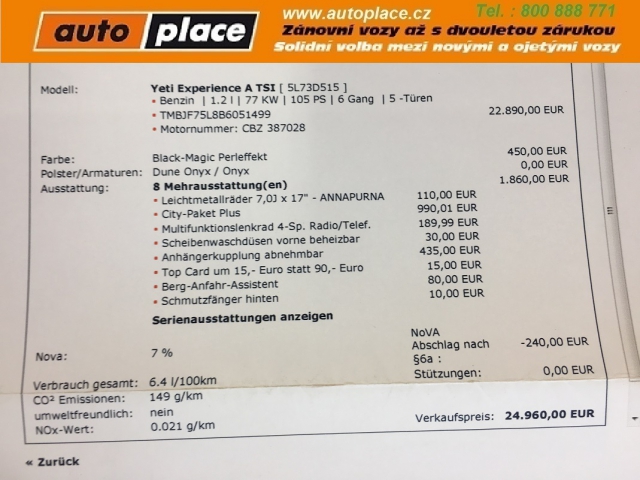 auto place
www.autoplace.cz
Tel. : 800 888 771
Zánovní vozy až s dvouletou zárukou
Solidní volba mezi novými a ojetými vozy
Modell: Yeti Experience A TSI [ 5L73D515 ]
• Benzin | 1.2 l | 77 KW | 105 PS | 6 Gang | 5 -Türen
22.890,00 EUR
• TMBJF75L8B6051499
• Motornummer: CBZ 387028
Farbe: Black-Magic Perleffekt 450,00 EUR
Polster/Armaturen: Dune Onyx / Onyx 0,00 EUR
Ausstattung: 8 Mehrausstattung(en) 1.860,00 EUR
• Leichtmetallräder 7,0J x 17" - ANNAPURNA 110,00 EUR
• City-Paket Plus 990,01 EUR
• Multifunktionslenkrad 4-Sp. Radio/Telef. 189,99 EUR
• Scheibenwaschdüsen vorne beheizbar 30,00 EUR
• Anhängerkupplung abnehmbar 435,00 EUR
• Top Card um 15,- Euro statt 90,- Euro 15,00 EUR
• Berg-Anfahr-Assistent 80,00 EUR
• Schmutzfänger hinten 10,00 EUR
Serienausstattungen anzeigen
Nova: 7 %
NoVA
Abschlag nach -240,00 EUR
§6a :
Stützungen: 0,00 EUR
Verbrauch gesamt: 6.4 l/100km
CO² Emissionen: 149 g/km
umweltfreundlich: nein
NOx-Wert: 0.021 g/km
Verkaufspreis: 24.960,00 EUR
« Zurück